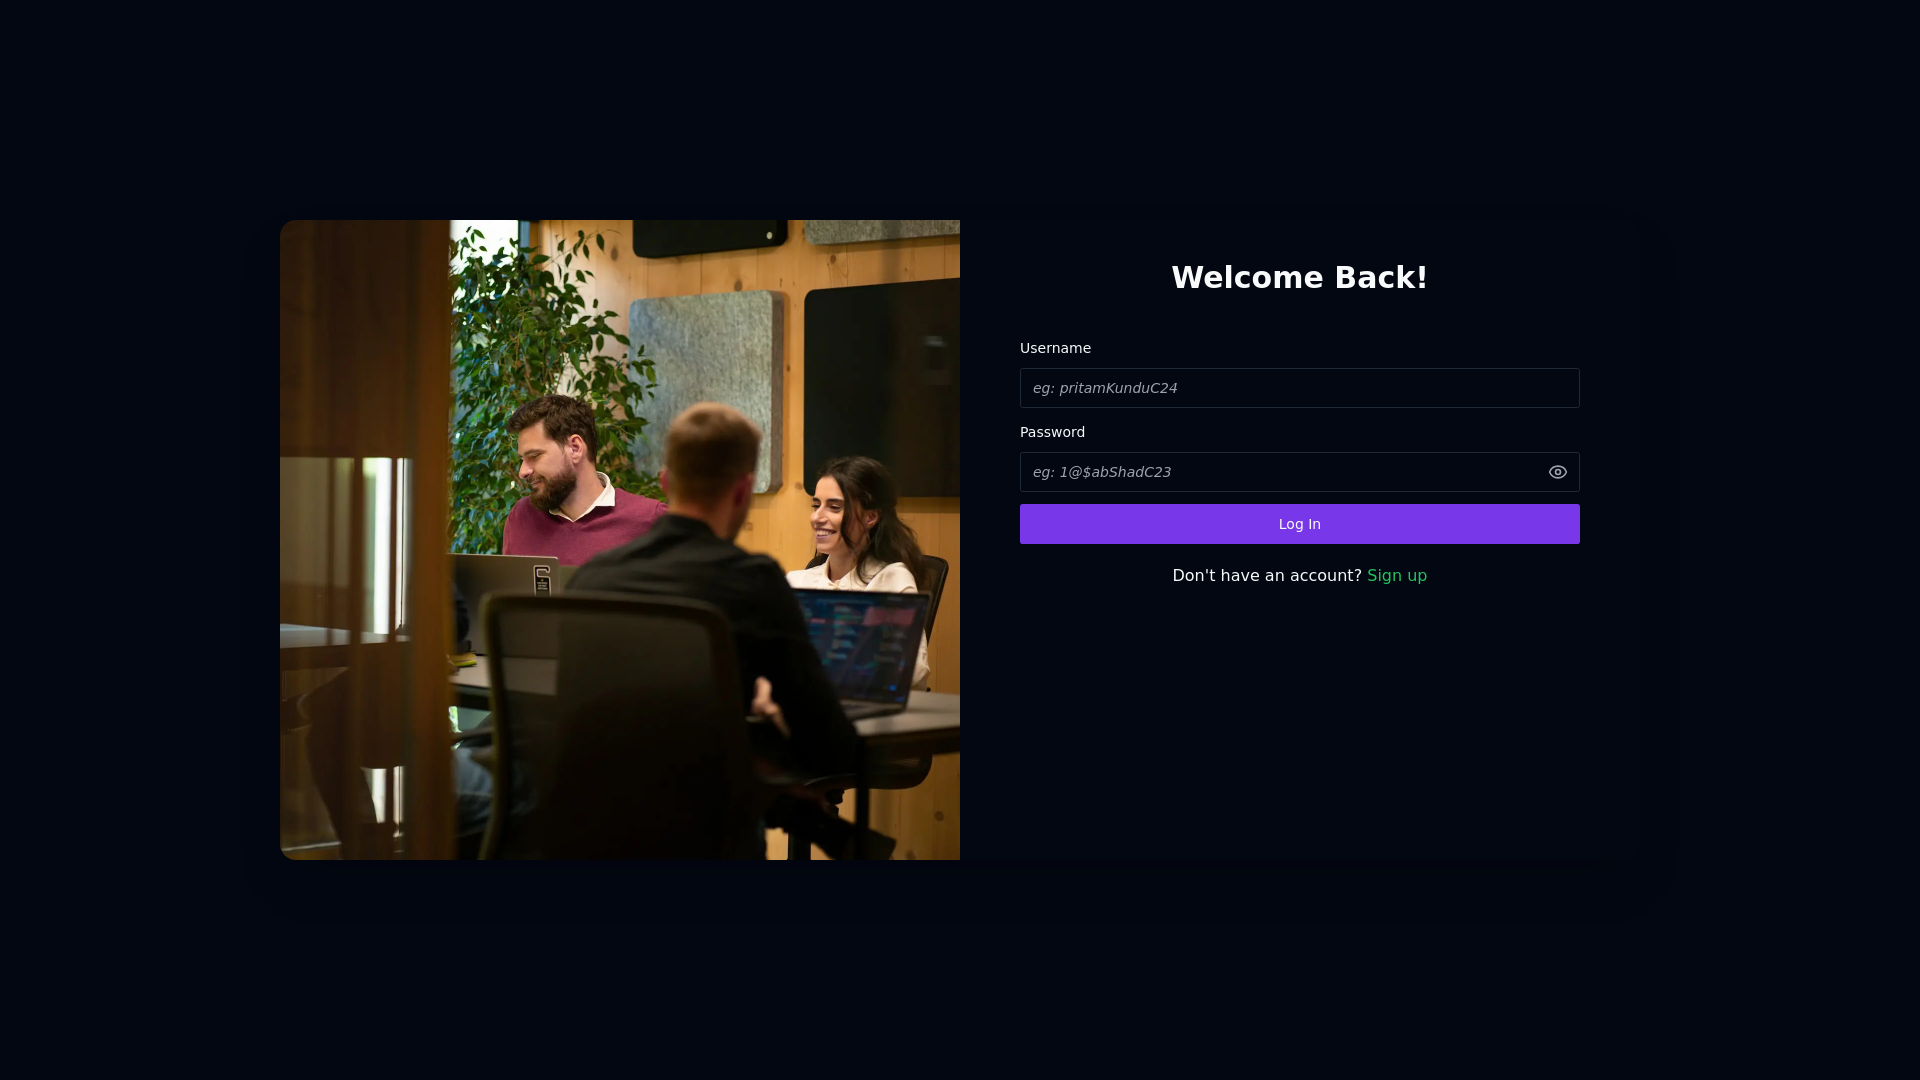 Welcome Back!
Username
eg: pritamKunduC24
Password
eg: 1@$abShadC23
Log In
Don't have an account? Sign up